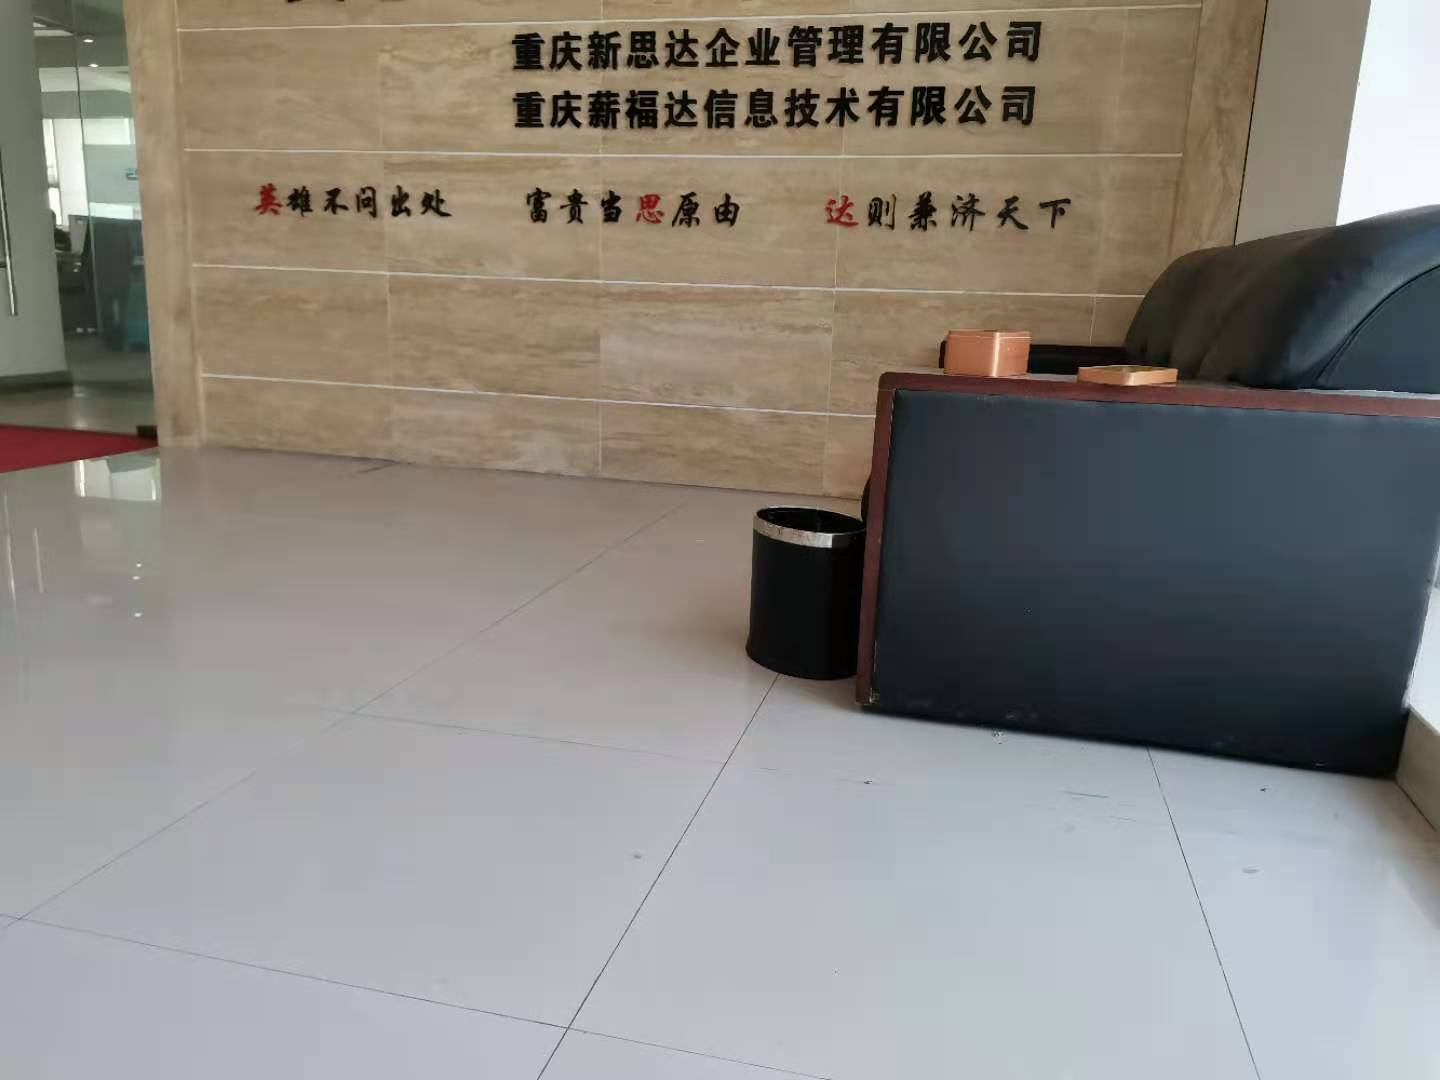 重庆新思达企业管理有限公司
重庆薪福达信息技术有限公司
英雄不问出处 富贵当思原由 达则兼济天下